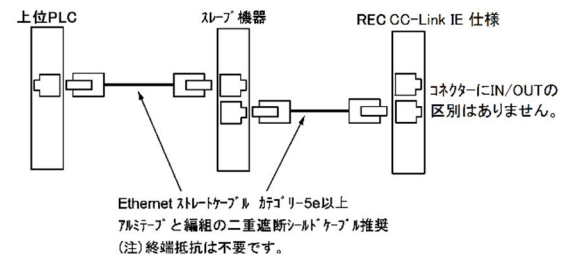 上位PLC
ｽﾚｰﾌﾞ機器
REC CC-Link IE 仕様
ｺﾈｸﾀｰにIN/OUTの
区別はありません。
Ethernet ｽﾄﾚｰﾄｹｰﾌﾞﾙ ｶﾃｺﾞﾘｰ5e以上
ｱﾙﾐﾃｰﾌﾟと編組の二重遮断ｼｰﾙﾄﾞｹｰﾌﾞﾙ推奨
(注)終端抵抗は不要です。